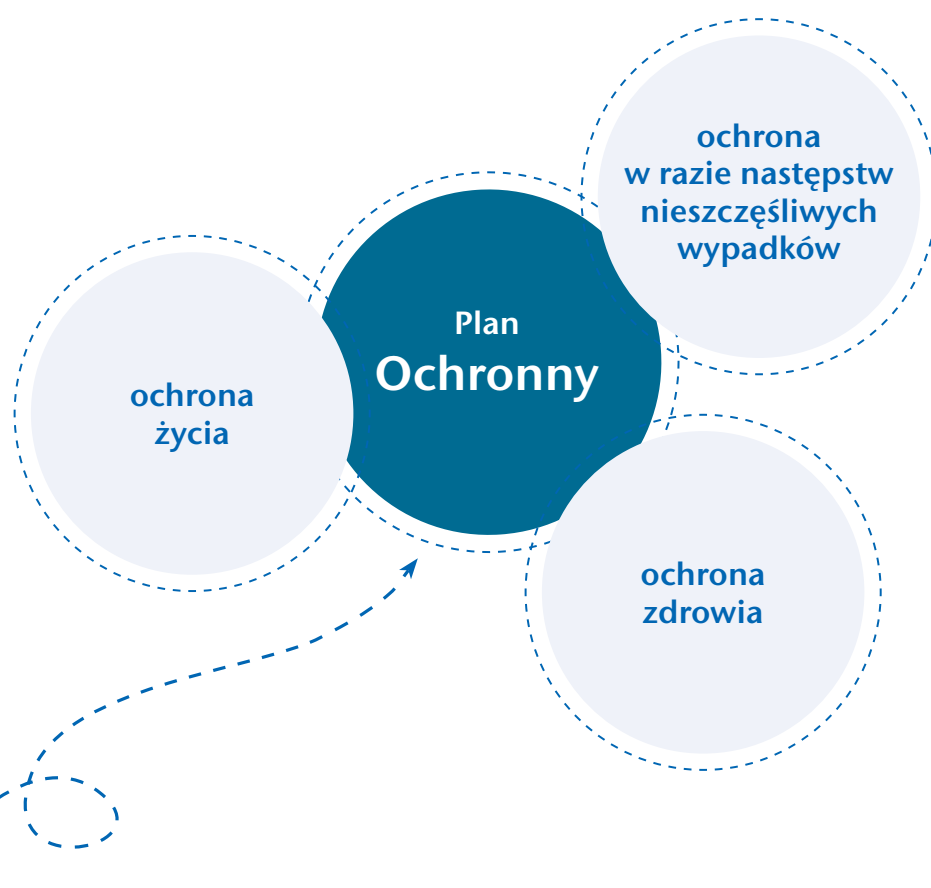 ochrona
w razie następstw
nieszczęśliwych
wypadków
Plan
Ochronny
ochrona
życia
ochrona
zdrowia